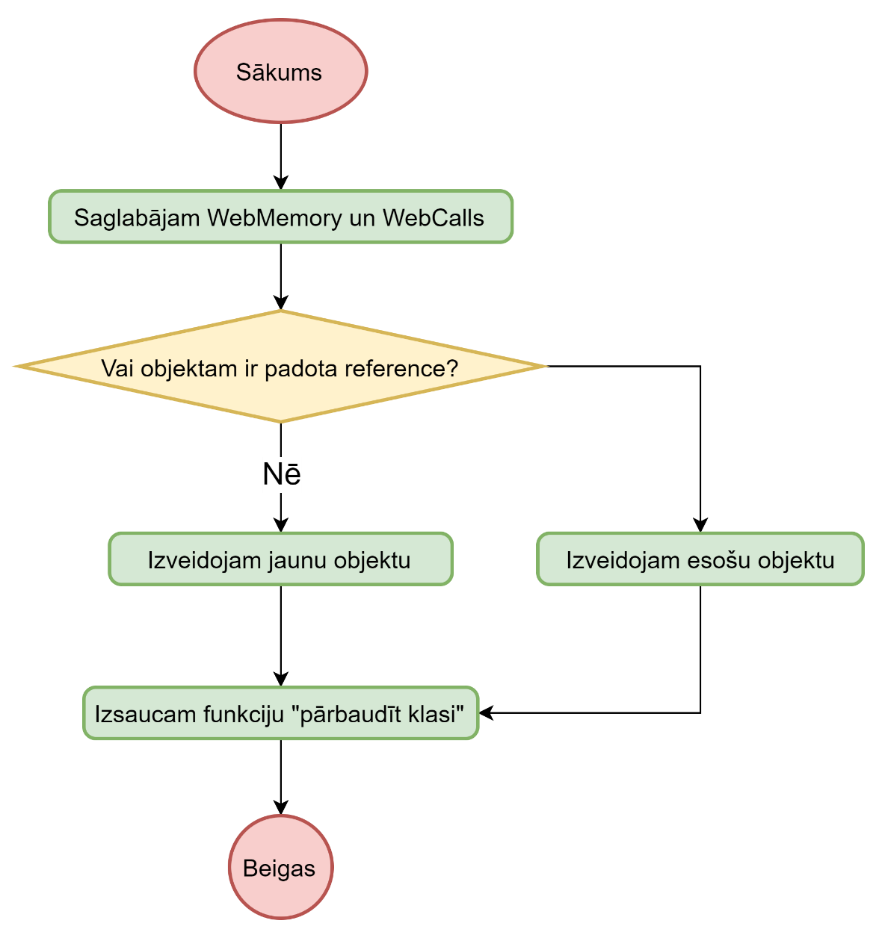 Sākums
Saglabājam WebMemory un WebCalls
Vai objektam ir padota reference?
Nē
Izveidojam jaunu objektu
Izveidojam esošu objektu
Izsaucam funkciju "pārbaudīt klasi"
Beigas